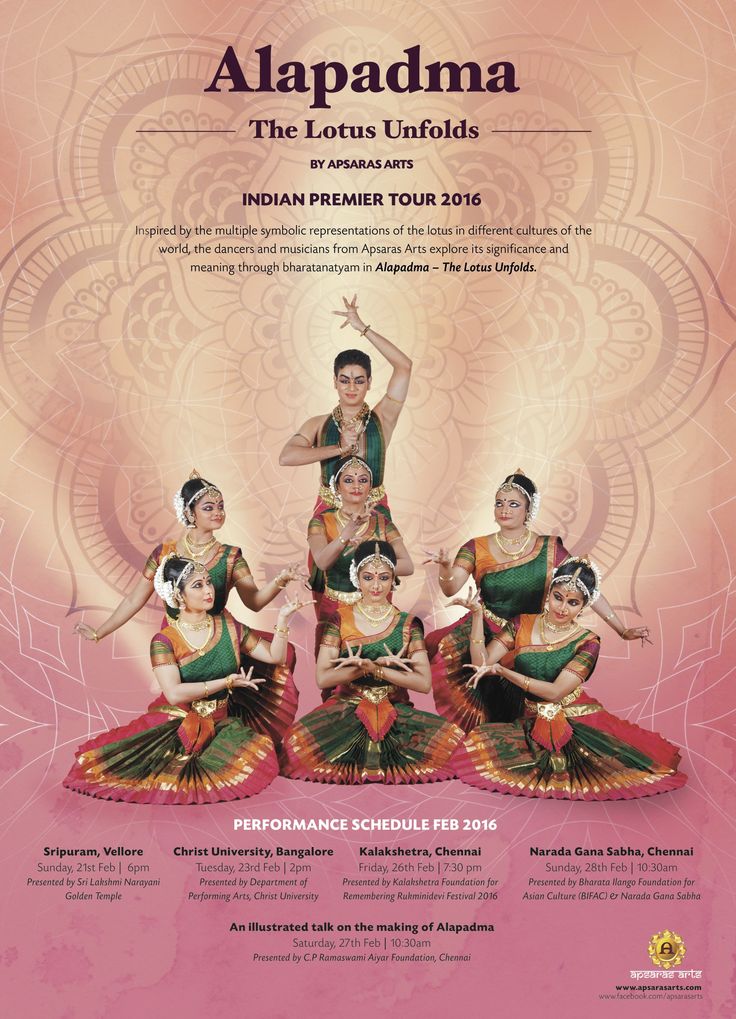 Alapadma
The Lotus Unfolds
BY APSARAS ARTS
INDIAN PREMIER TOUR 2016
Inspired by the multiple symbolic representations of the lotus in different cultures of the
world, the dancers and musicians from Apsaras Arts explore its significance and
meaning through bharatanatyam in Alapadma – The Lotus Unfolds.
PERFORMANCE SCHEDULE FEB 2016
Sripuram, Vellore
Sunday, 21st Feb | 6pm
Presented by Sri Lakshmi Narayani
Golden Temple
Christ University, Bangalore
Tuesday, 23rd Feb | 2pm
Presented by Department of
Performing Arts, Christ University
Kalakshetra, Chennai
Friday, 26th Feb | 7:30 pm
Presented by Kalakshetra Foundation for
Remembering Rukminidevi Festival 2016
Narada Gana Sabha, Chennai
Sunday, 28th Feb | 10:30am
Presented by Bharata Ilango Foundation for
Asian Culture (BIFAC) & Narada Gana Sabha
An illustrated talk on the making of Alapadma
Saturday, 27th Feb | 10:30am
Presented by C.P Ramaswami Aiyar Foundation, Chennai
A
apsaras arts
www.apsarasarts.com
www.facebook.com/apsarasarts